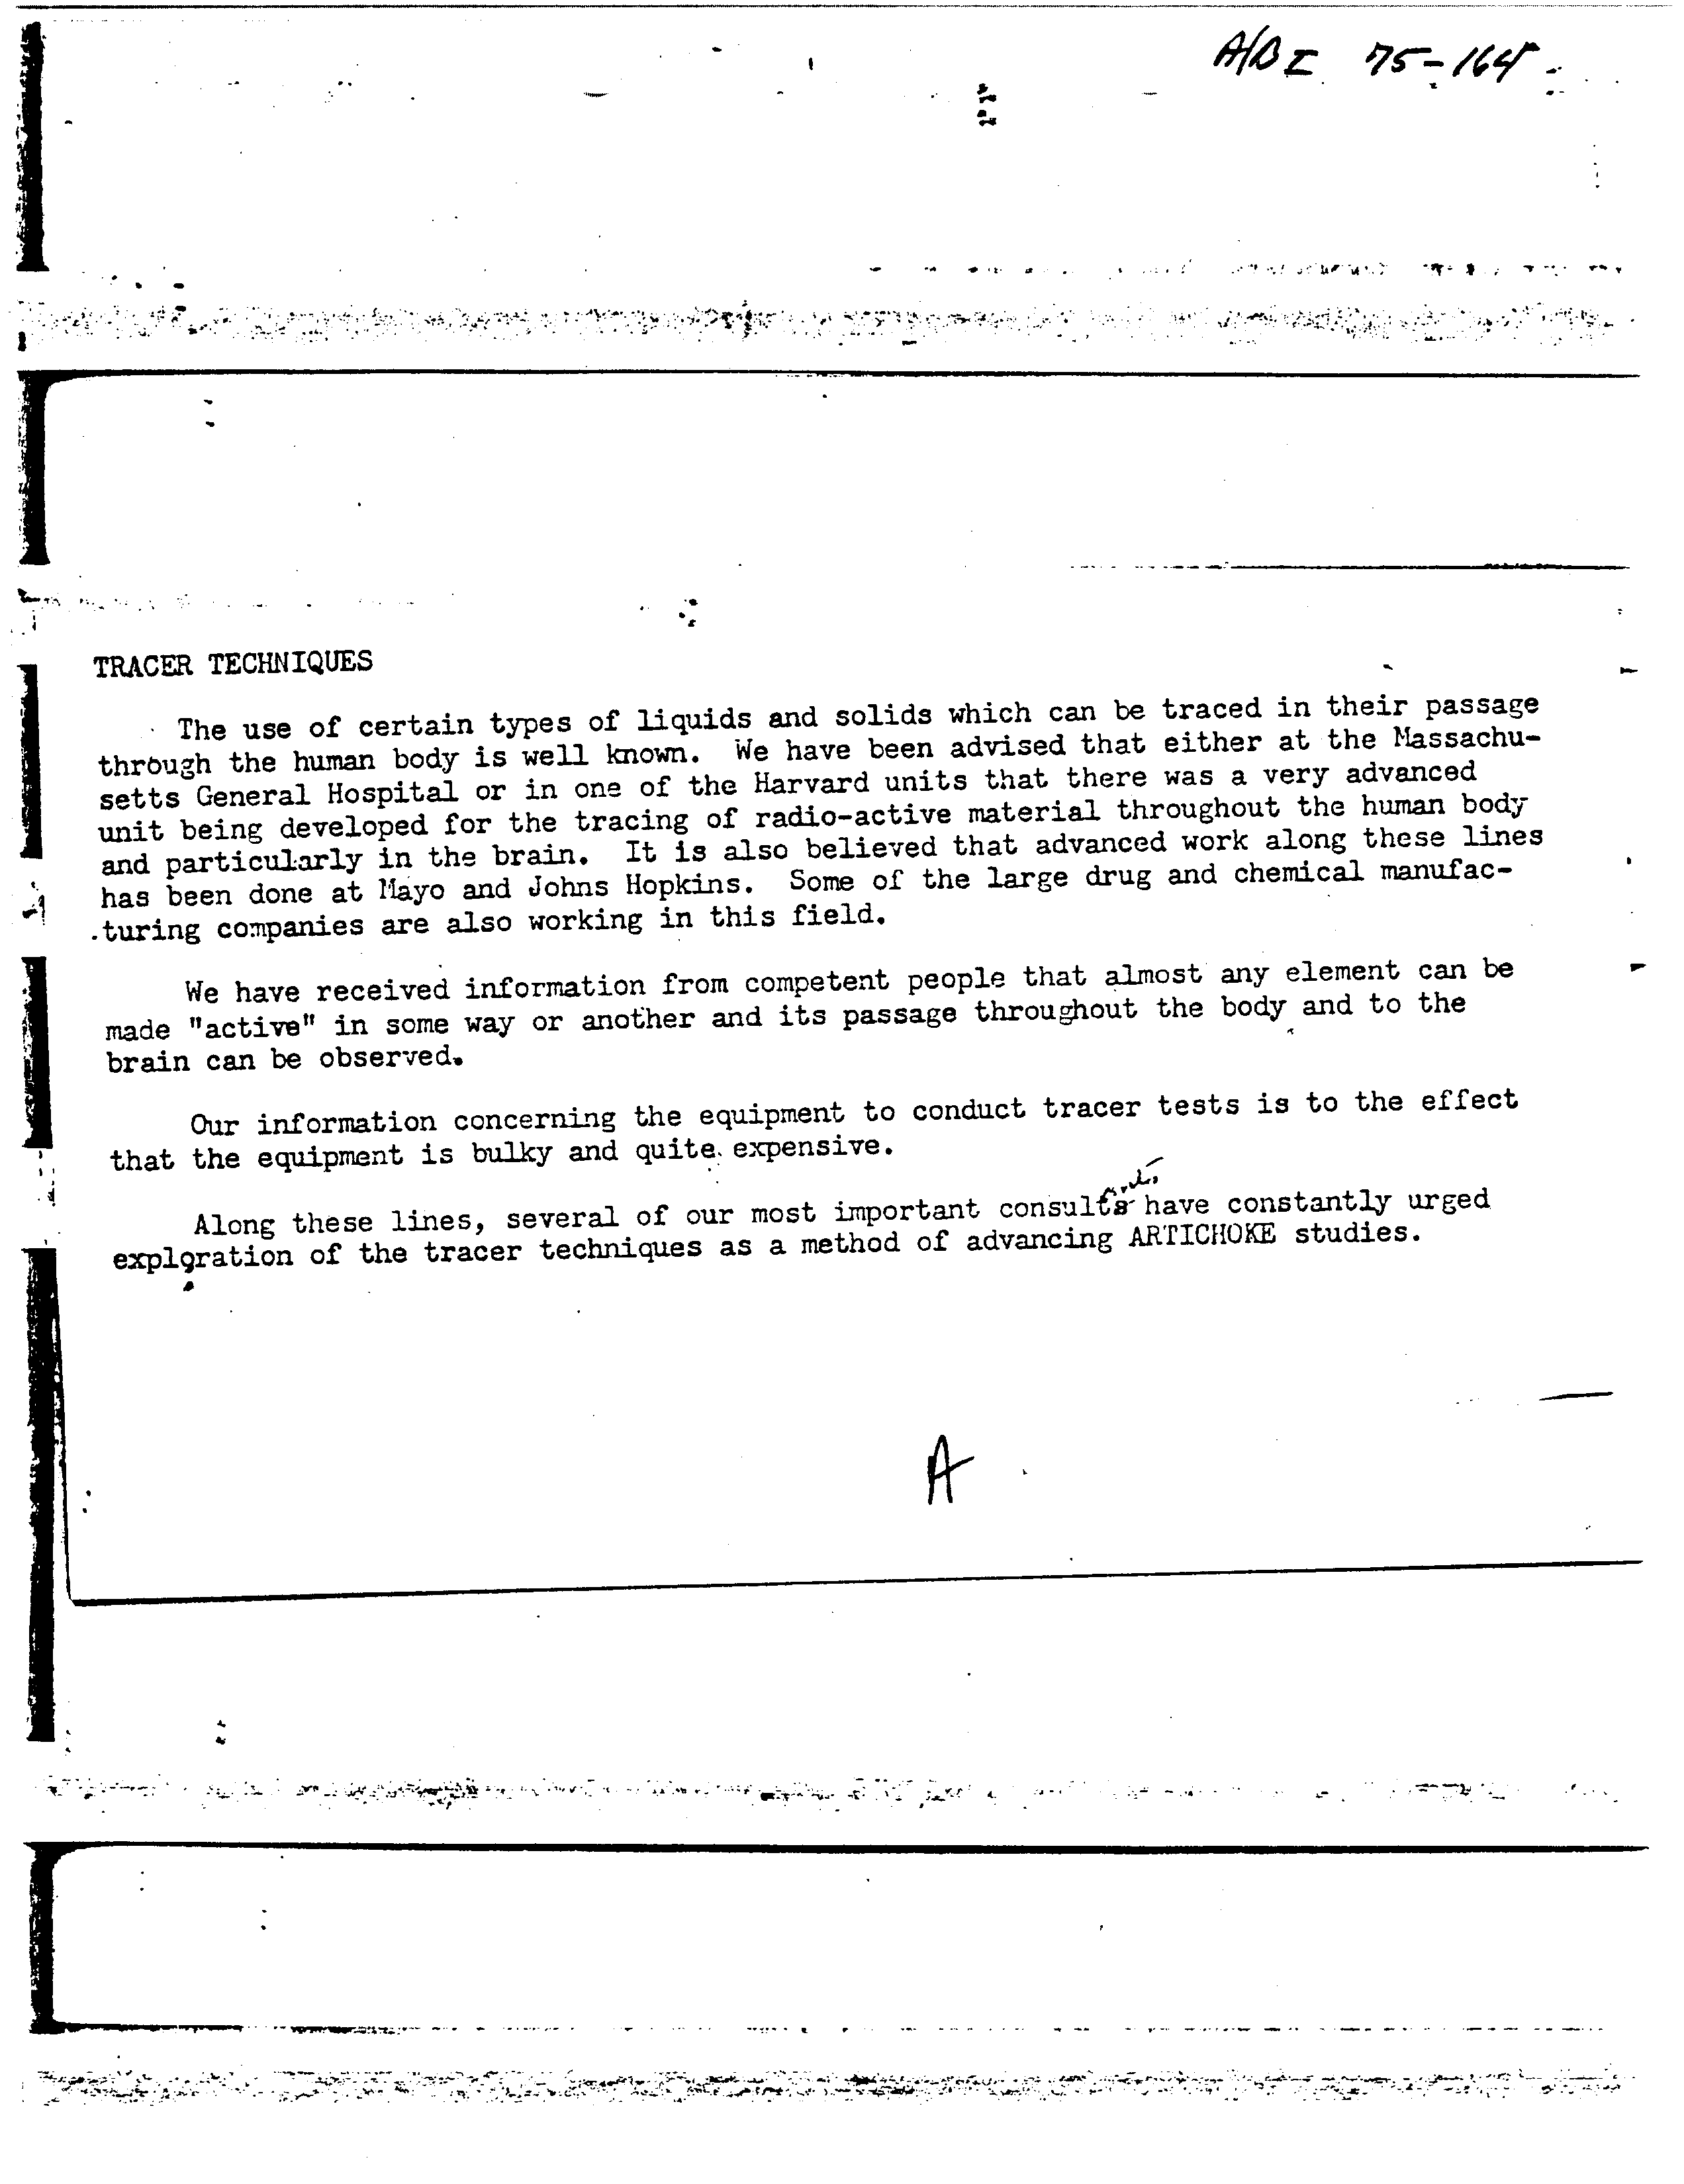 A/B I 75-164
TRACER TECHNIQUES
The use of certain types of liquids and solids which can be traced in their passage
through the human body is well known. We have been advised that either at the Massachu-
setts General Hospital or in one of the Harvard units that there was a very advanced
unit being developed for the tracing of radio-active material throughout the human body
and particularly in the brain. It is also believed that advanced work along these lines
has been done at Mayo and Johns Hopkins. Some of the large drug and chemical manufac-
turing companies are also working in this field.
We have received information from competent people that almost any element can be
made "active" in some way or another and its passage throughout the body and to the
brain can be observed.
Our information concerning the equipment to conduct tracer tests is to the effect
that the equipment is bulky and quite expensive.
Along these lines, several of our most important consultants have constantly urged
exploration of the tracer techniques as a method of advancing ARTICHOKE studies.
A